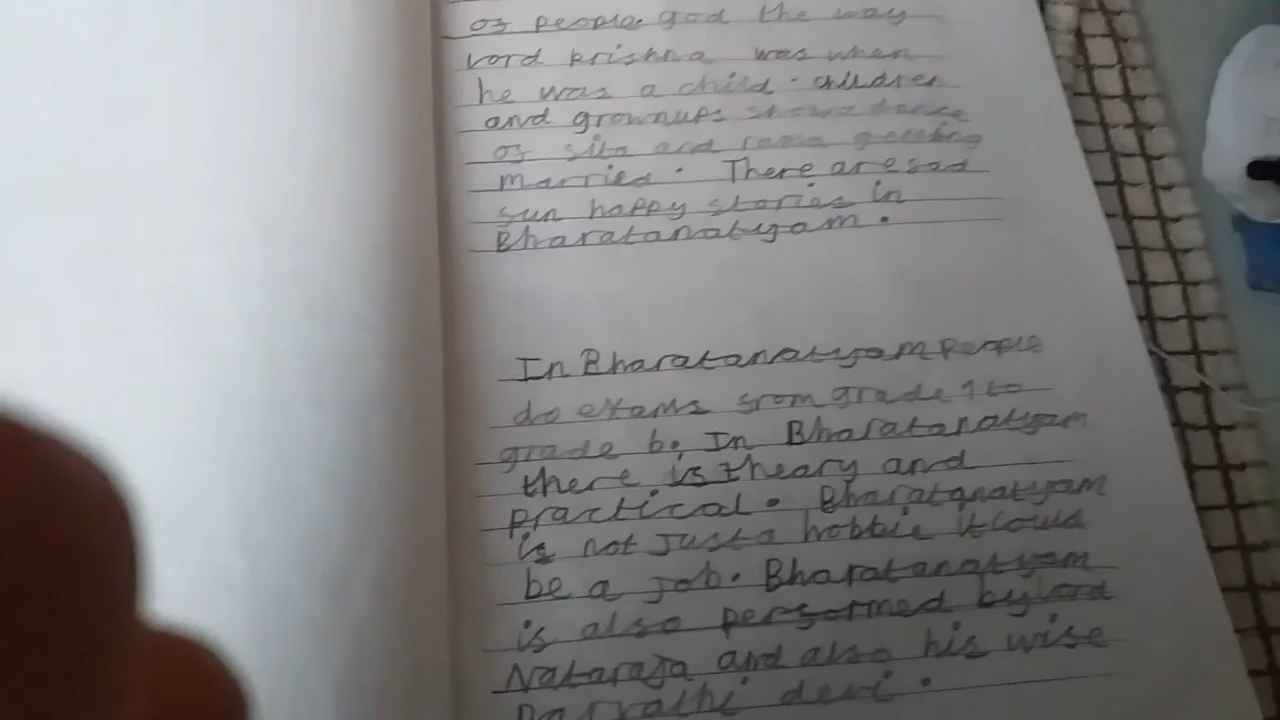 of people. god the way
lord krishna was when
he was a child. children
and grownups show a dance
of sita and rama getting
married. There are sad
sun happy stories in
Bharatanatyam.
In Bharatanatyam People
do exams from grade 1 to
grade 6. In Bharatanatyam
there is theary and
practical. Bharatanatyam
is not Just a hobbie it could
be a job. Bharatanatyam
is also performed by lord
Nataraja and also his wise
Parvathi devi.